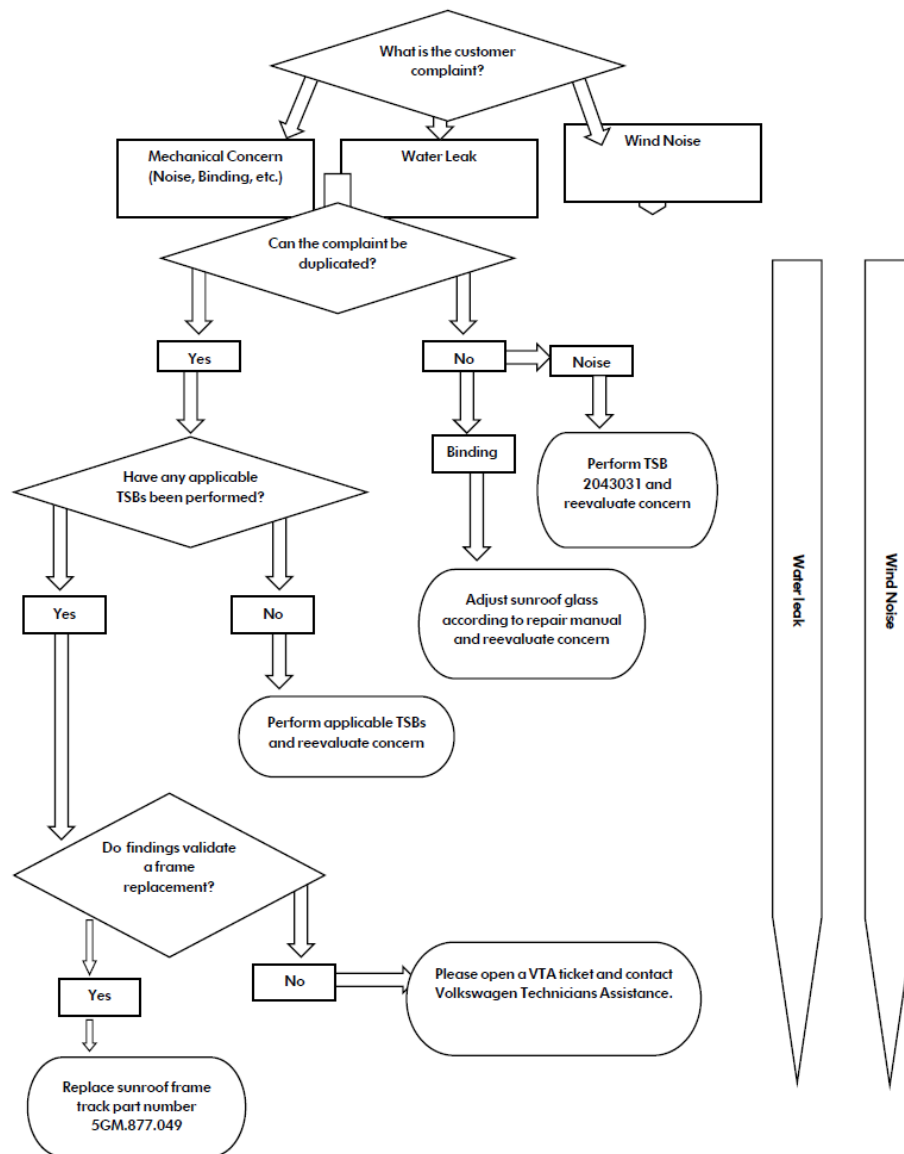 What is the customer
complaint?
Mechanical Concern
(Noise, Binding, etc.)
Water Leak
Wind Noise
Can the complaint be
duplicated?
Yes
No
Noise
Have any applicable
TSBs been performed?
Binding
Perform TSB
2043031 and
reevaluate concern
Yes
No
Adjust sunroof glass
according to repair manual
and reevaluate concern
Perform applicable TSBs
and reevaluate concern
Water leak
Wind Noise
Do findings validate
a frame
replacement?
Yes
No
Please open a VTA ticket and contact
Volkswagen Technicians Assistance.
Replace sunroof frame
track part number
5GM.877.049